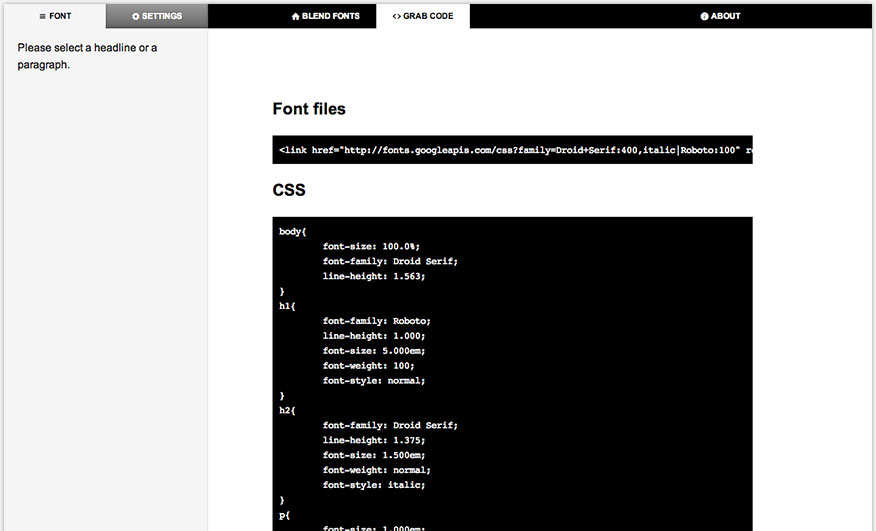 FONT
SETTINGS
BLEND FONTS
<> GRAB CODE
ABOUT
Please select a headline or a
paragraph.
Font files
<link href="http://fonts.googleapis.com/css?family=Droid+Serif:400,italic|Roboto:100"
CSS
body{
font-size: 100.0%;
font-family: Droid Serif;
line-height: 1.563;
}
h1{
font-family: Roboto;
line-height: 1.000;
font-size: 5.000em;
font-weight: 100;
font-style: normal;
}
h2{
font-family: Droid Serif;
line-height: 1.375;
font-size: 1.500em;
font-weight: normal;
font-style: italic;
}
p{
font-size: 1.000em;